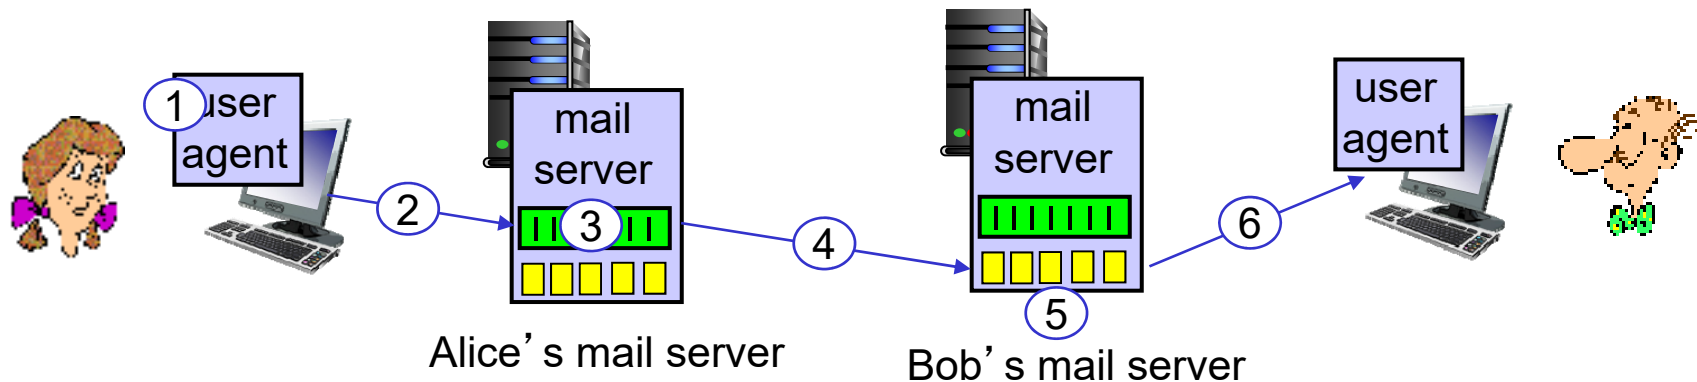 1
user
agent
2
mail
server
3
Alice’s mail server
4
mail
server
5
Bob’s mail server
6
user
agent